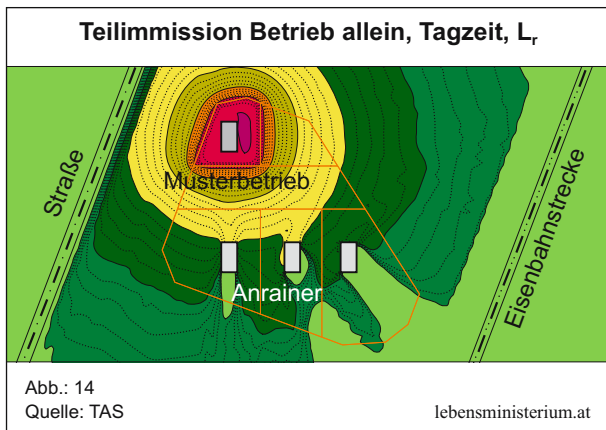 Teilimmission Betrieb allein, Tagzeit, Lr
Straße
Musterbetrieb
Anrainer
Eisenbahnstrecke
Abb.: 14
Quelle: TAS
lebensministerium.at